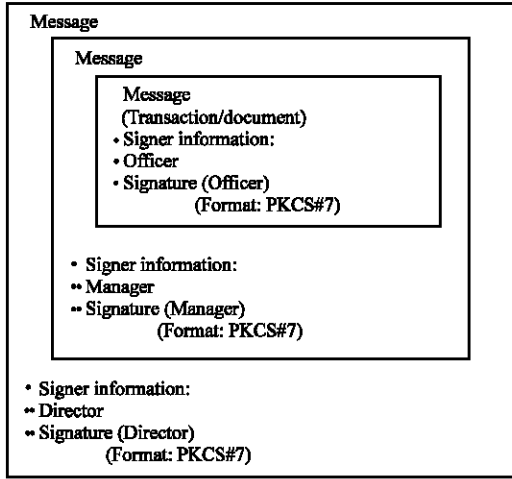 Message
Message
Message
(Transaction/document)
• Signer information:
• Officer
• Signature (Officer)
(Format: PKCS#7)
• Signer information:
•• Manager
•• Signature (Manager)
(Format: PKCS#7)
• Signer information:
•• Director
•• Signature (Director)
(Format: PKCS#7)